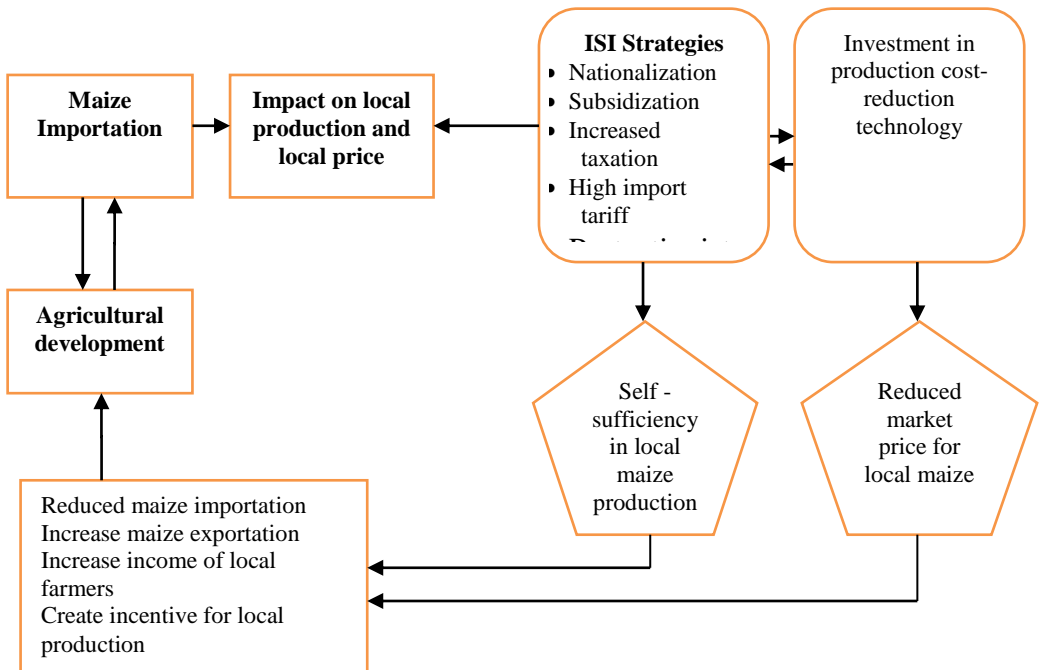 Maize
Importation
Impact on local
production and
local price
ISI Strategies
Nationalization
Subsidization
Increased
taxation
High import
tariff
Investment in
production cost-
reduction
technology
Agricultural
development
Self -
sufficiency
in local
maize
production
Reduced
market
price for
local maize
Reduced maize importation
Increase maize exportation
Increase income of local
farmers
Create incentive for local
production